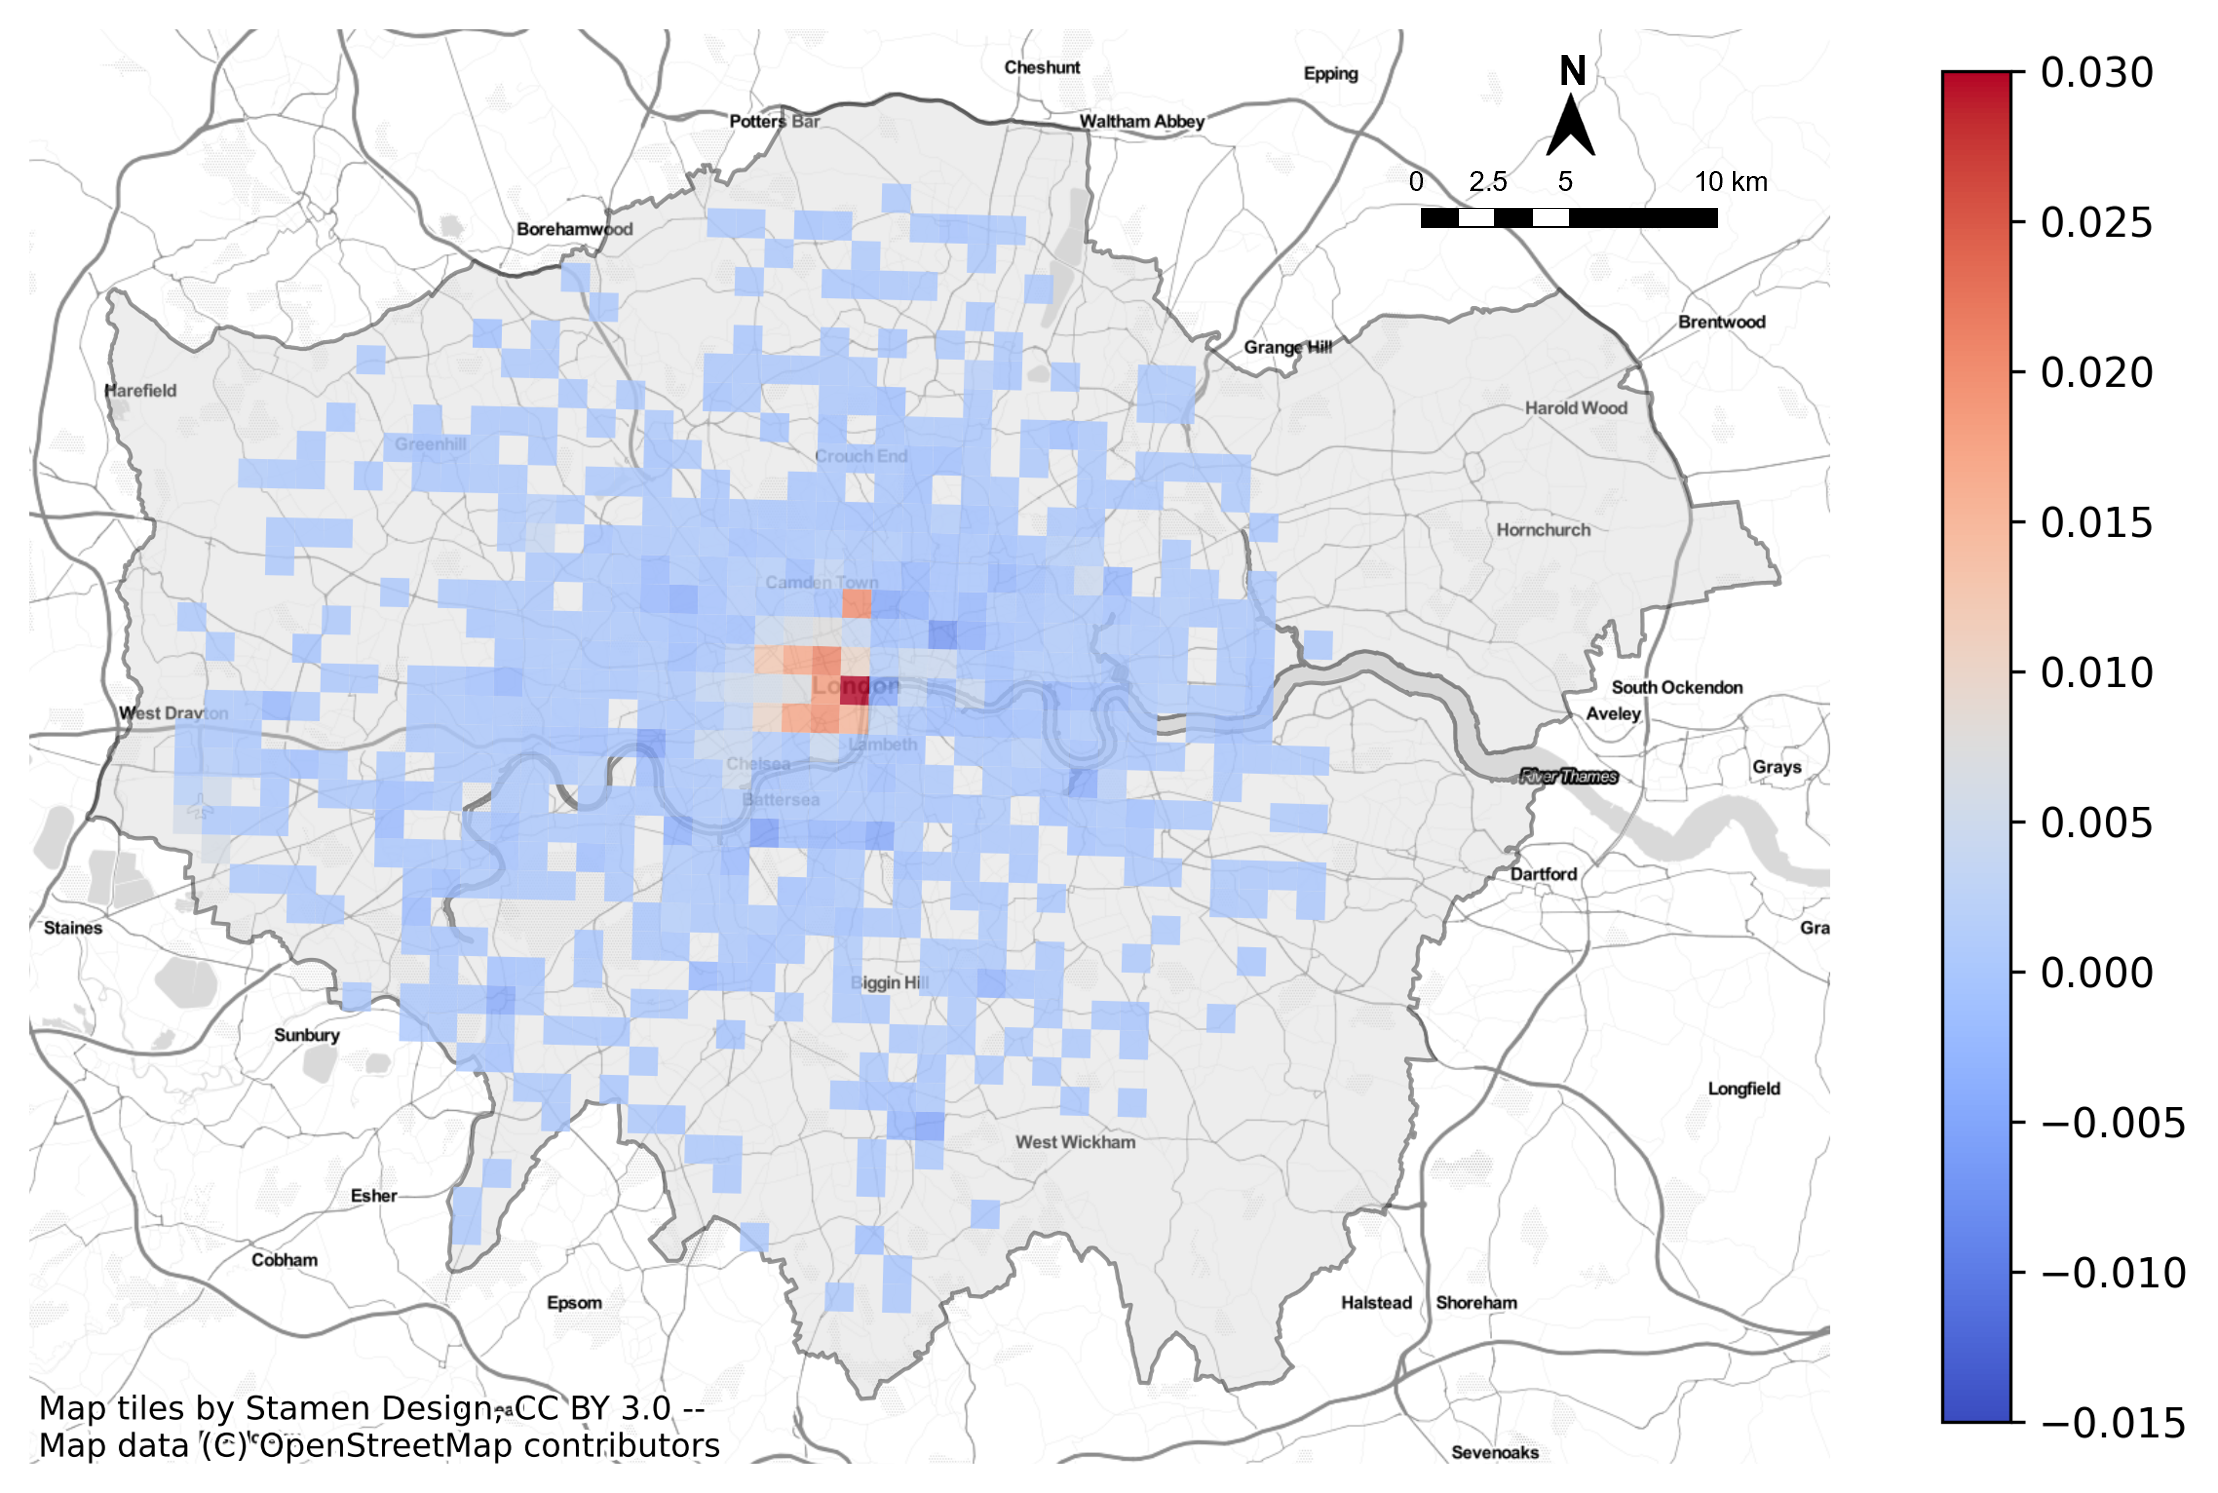 Cheshunt
Epping
N
Potters Bar
Waltham Abbey
0 2.5 5 10 km
Borehamwood
Brentwood
Grange Hill
Harefield
Harold Wood
Greenhill
Crouch End
Hornchurch
Camden Town
London
South Ockendon
West Drayton
Aveley
Lambeth
Chelsea
Grays
River Thames
Battersea
Dartford
Staines
Gra
Biggin Hill
Sunbury
Longfield
West Wickham
Esher
Cobham
Epsom
Halstead
Shoreham
Sevenoaks
Map tiles by Stamen Design, CC BY 3.0 --
Map data (C) OpenStreetMap contributors
0.030
0.025
0.020
0.015
0.010
0.005
0.000
−0.005
−0.010
−0.015